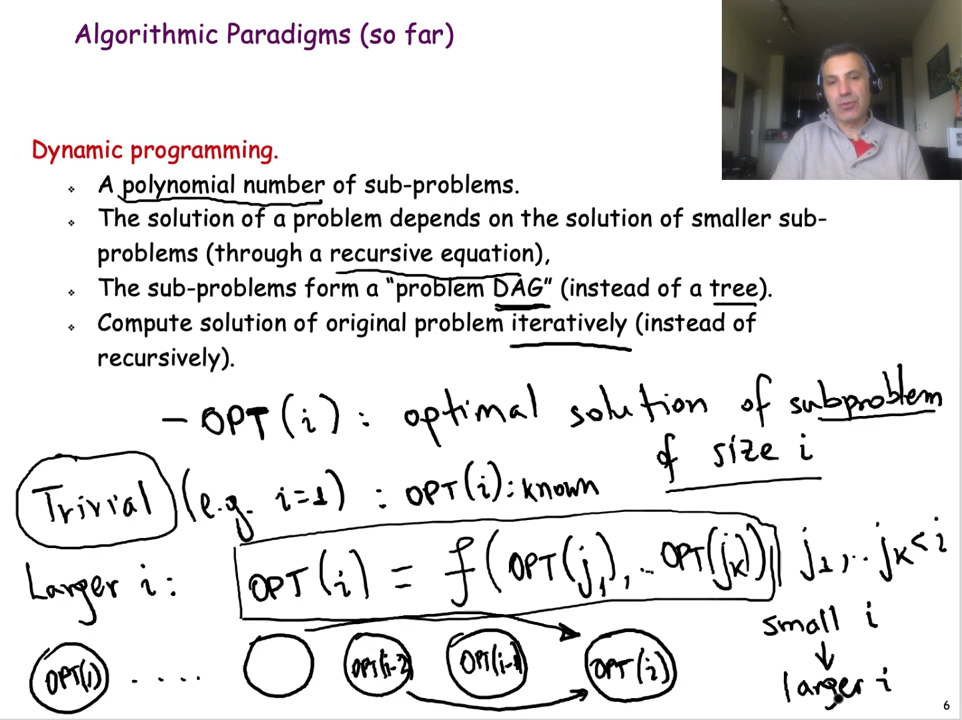 Algorithmic Paradigms (so far)
Dynamic programming.
❖ A polynomial number of sub-problems.
❖ The solution of a problem depends on the solution of smaller sub-
problems (through a recursive equation),
❖ The sub-problems form a “problem DAG” (instead of a tree).
❖ Compute solution of original problem iteratively (instead of
recursively).
- OPT(i): optimal solution of subproblem
of size i
Trivial (e.g. i=1): OPT(i): known
Larger i: OPT(i) = f(OPT(j₁),.. OPT(jₖ)), j₁,.. jₖ < i
small i
↓
larger i
OPT(1) .... OPT(i-2) OPT(i-1) OPT(i)
6